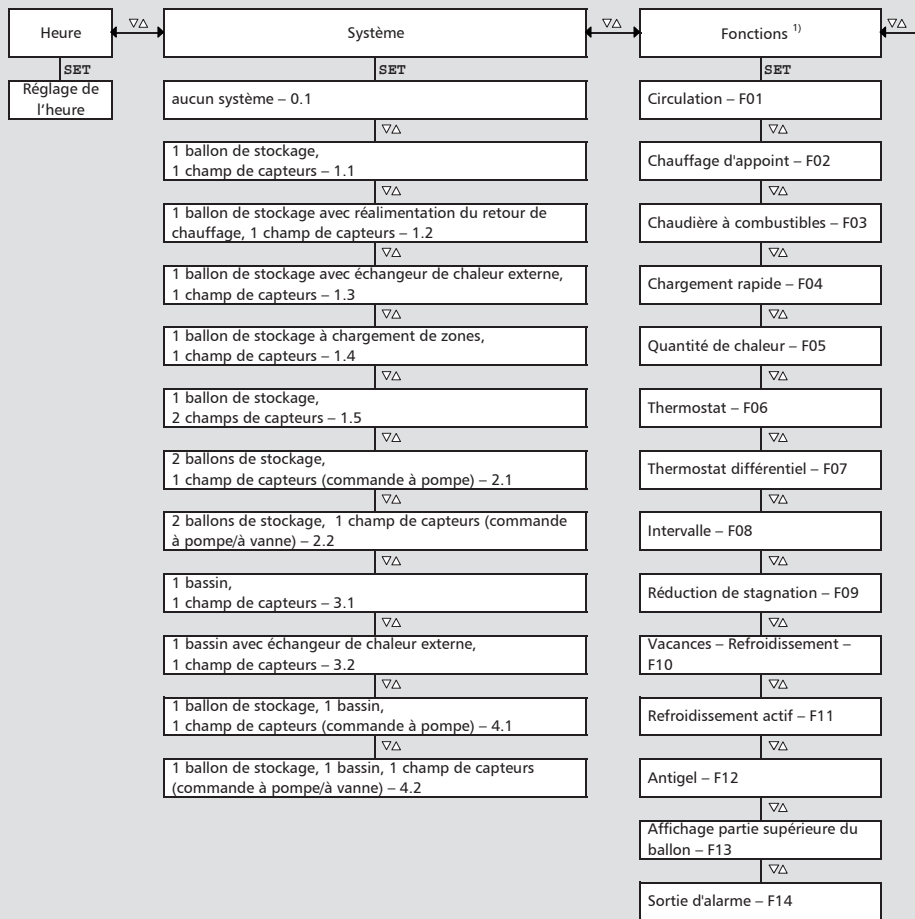 Heure
▽△
Système
▽△
Fonctions 1)
▽△
SET
SET
SET
Réglage de
l'heure
aucun système – 0.1
▽△
1 ballon de stockage,
1 champ de capteurs – 1.1
▽△
1 ballon de stockage avec réalimentation du retour de
chauffage, 1 champ de capteurs – 1.2
▽△
1 ballon de stockage avec échangeur de chaleur externe,
1 champ de capteurs – 1.3
▽△
1 ballon de stockage à chargement de zones,
1 champ de capteurs – 1.4
▽△
1 ballon de stockage,
2 champs de capteurs – 1.5
▽△
2 ballons de stockage,
1 champ de capteurs (commande à pompe) – 2.1
▽△
2 ballons de stockage, 1 champ de capteurs (commande
à pompe/à vanne) – 2.2
▽△
1 bassin,
1 champ de capteurs – 3.1
▽△
1 bassin avec échangeur de chaleur externe,
1 champ de capteurs – 3.2
▽△
1 ballon de stockage, 1 bassin,
1 champ de capteurs (commande à pompe) – 4.1
▽△
1 ballon de stockage, 1 bassin, 1 champ de capteurs
(commande à pompe/à vanne) – 4.2
Circulation – F01
▽△
Chauffage d'appoint – F02
▽△
Chaudière à combustibles – F03
▽△
Chargement rapide – F04
▽△
Quantité de chaleur – F05
▽△
Thermostat – F06
▽△
Thermostat différentiel – F07
▽△
Intervalle – F08
▽△
Réduction de stagnation – F09
▽△
Vacances – Refroidissement –
F10
▽△
Refroidissement actif – F11
▽△
Antigel – F12
▽△
Affichage partie supérieure du
ballon – F13
▽△
Sortie d'alarme – F14